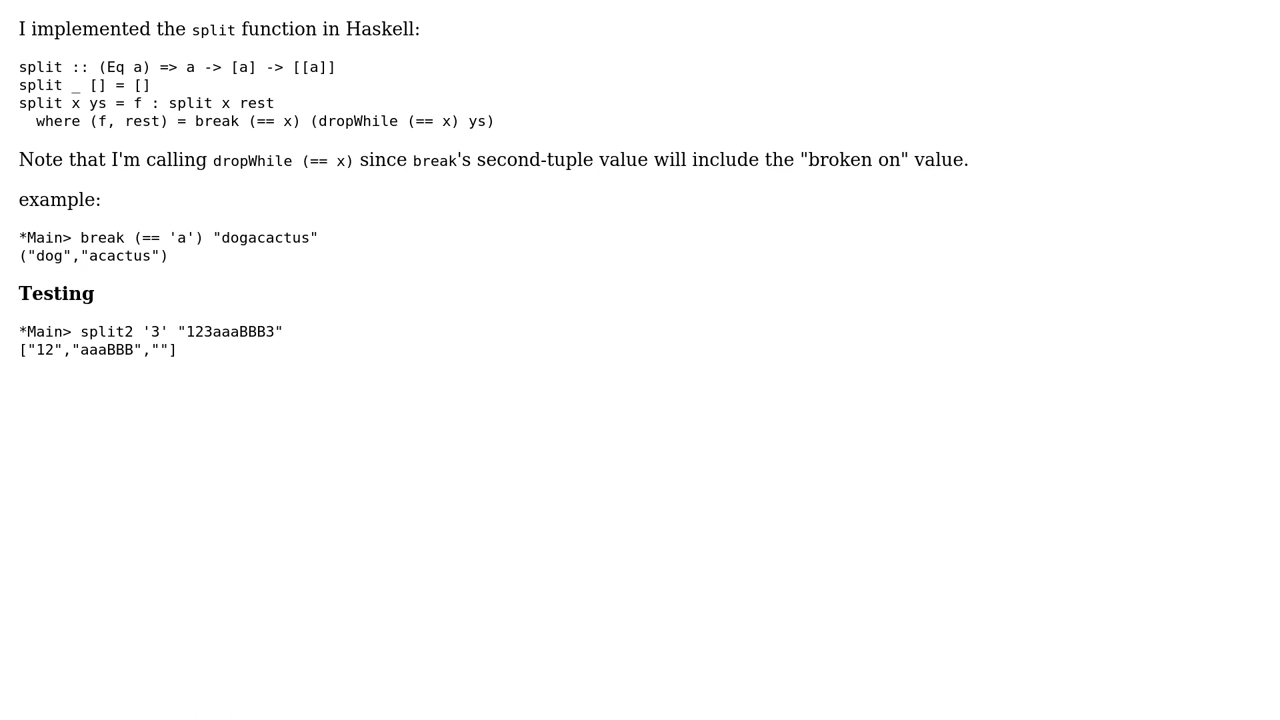 I implemented the split function in Haskell:
split :: (Eq a) => a -> [a] -> [[a]]
split _ [] = []
split x ys = f : split x rest
  where (f, rest) = break (== x) (dropWhile (== x) ys)
Note that I'm calling dropWhile (== x) since break's second-tuple value will include the "broken on" value.
example:
*Main> break (== 'a') "dogacactus"
("dog","acactus")
Testing
*Main> split2 '3' "123aaaBBB3"
["12","aaaBBB",""]